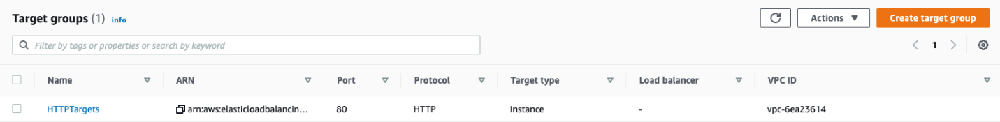 Target groups (1) info
Actions
Create target group
Filter by tags or properties or search by keyword
1
Name ARN Port Protocol Target type Load balancer VPC ID
HTTPTargets arn:aws:elasticloadbalancin... 80 HTTP Instance - vpc-6ea23614